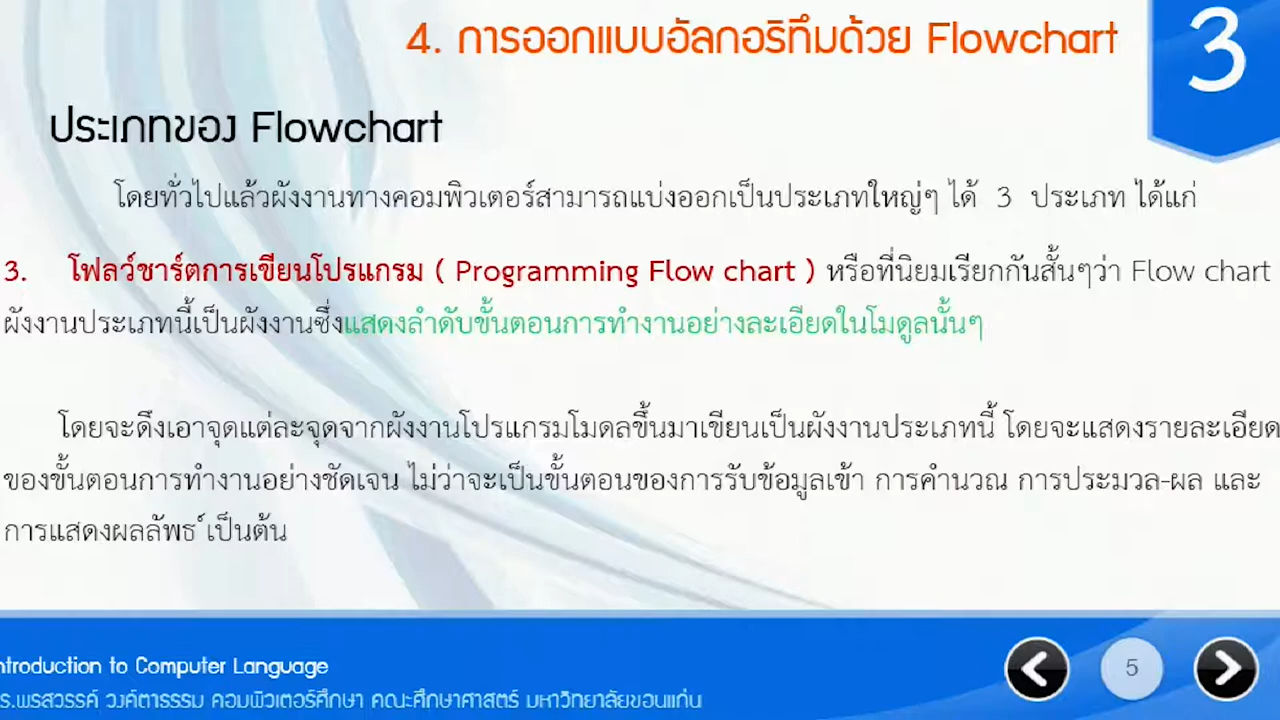 4. การออกแบบอัลกอริทึมด้วย Flowchart
3
ประเภทของ Flowchart
โดยทั่วไปแล้วผังงานทางคอมพิวเตอร์สามารถแบ่งออกเป็นประเภทใหญ่ๆ ได้ 3 ประเภท ได้แก่
3. โฟลว์ชาร์ตการเขียนโปรแกรม ( Programming Flow chart ) หรือที่นิยมเรียกกันสั้นๆว่า Flow chart
ผังงานประเภทนี้เป็นผังงานซึ่งแสดงลำดับขั้นตอนการทำงานอย่างละเอียดในโมดูลนั้นๆ
โดยจะดึงเอาจุดแต่ละจุดจากผังงานโปรแกรมโมดลขึ้นมาเขียนเป็นผังงานประเภทนี้ โดยจะแสดงรายละเอียด
ของขั้นตอนการทำงานอย่างชัดเจน ไม่ว่าจะเป็นขั้นตอนของการรับข้อมูลเข้า การคำนวณ การประมวล-ผล และ
การแสดงผลลัพธ ์เป็นต้น
ntroduction to Computer Language
5
ร.พรสวรรค์ วงค์ตาธรรม คอมพิวเตอร์ศึกษา คณะศึกษาศาสตร์ มหาวิทยาลัยขอนแก่น